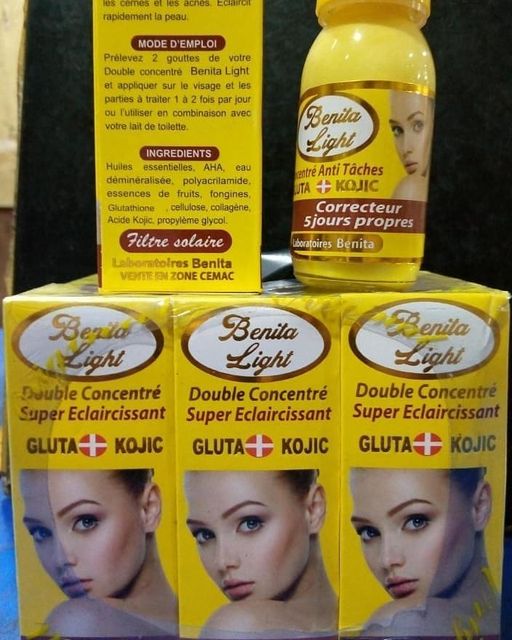 les cernes et les acnés. Eclaircit
rapidement la peau.
MODE D'EMPLOI
Prélevez 2 gouttes de votre
Double concentré Benita Light
et appliquer sur le visage et les
parties à traiter 1 à 2 fois par jour
ou l'utiliser en combinaison avec
votre lait de toilette.
INGREDIENTS
Huiles essentielles, AHA, eau
déminéralisée, polyacrilamide,
essences de fruits, fongines,
Glutathione , cellulose, collagène,
Acide Kojic, propylème glycol.
Filtre solaire
Laboratoires Benita
VENTE EN ZONE CEMAC
Benita
Light
centré Anti Tâches
LUTA KOJIC
Correcteur
5jours propres
Laboratoires Benita
Benita
Light
Double Concentré
Super Eclaircissant
GLUTA KOJIC
Benita
Light
Double Concentré
Super Eclaircissant
GLUTA KOJIC
Benita
Light
Double Concentré
Super Eclaircissant
GLUTA KOJIC